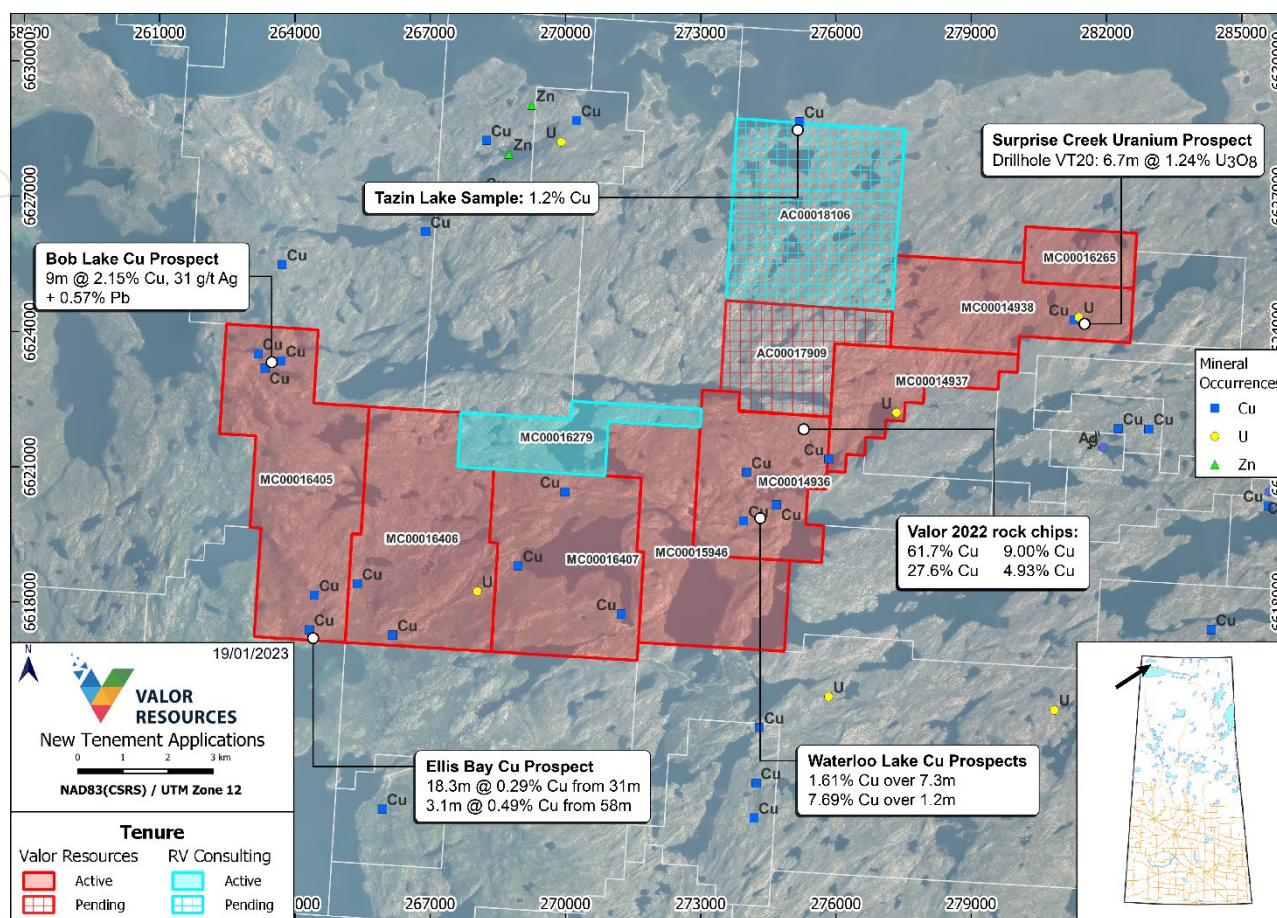 258000
261000
264000
267000
270000
273000
276000
279000
282000
285000
6630000
6627000
6624000
6621000
6618000
6630000
6627000
6624000
Zn
Cu
Cu
U
Zn
Cu
Cu
Cu
Tazin Lake Sample: 1.2% Cu
Surprise Creek Uranium Prospect
Drillhole VT20: 6.7m @ 1.24% U₃O₈
Bob Lake Cu Prospect
9m @ 2.15% Cu, 31 g/t Ag
+ 0.57% Pb
AC00018106
MC00016265
MC00014938
Cu
U
AC00017909
MC00014937
U
Cu
Cu
Cu
MC00016279
MC00016405
MC00016406
MC00016407
MC00015946
MC00014936
Cu
Cu
Cu
Cu
Cu
Cu
Cu
Cu
Cu
Cu
Cu
U
Cu
Cu
Cu
Ag
Mineral
Occurrences
Cu
U
Zn
Valor 2022 rock chips:
61.7% Cu 9.00% Cu
27.6% Cu 4.93% Cu
Cu
U
U
Cu
Cu
Cu
Cu
Ellis Bay Cu Prospect
18.3m @ 0.29% Cu from 31m
3.1m @ 0.49% Cu from 58m
Waterloo Lake Cu Prospects
1.61% Cu over 7.3m
7.69% Cu over 1.2m
N
19/01/2023
VALOR
RESOURCES
New Tenement Applications
0 1 2 3 km
NAD83(CSRS) / UTM Zone 12
Tenure
Valor Resources RV Consulting
Active Active
Pending Pending
267000
270000
273000
276000
279000